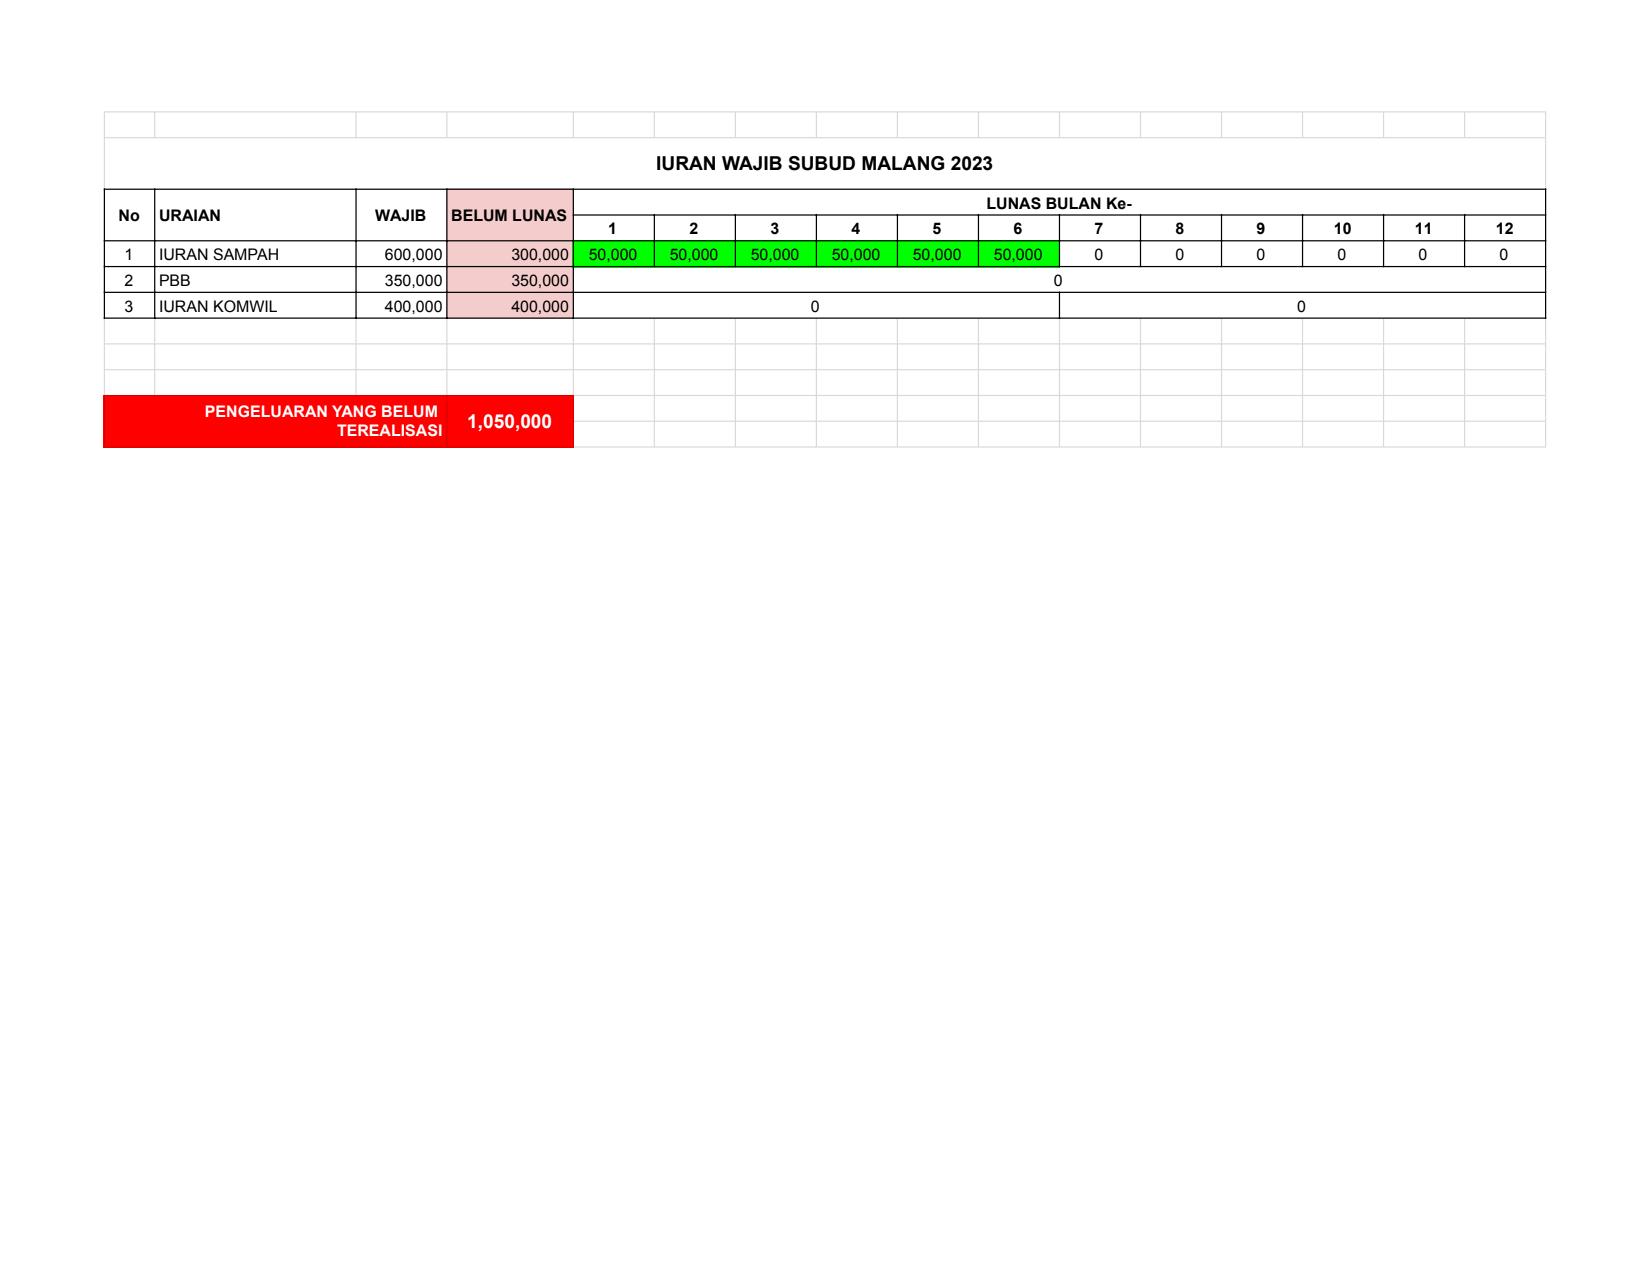 IURAN WAJIB SUBUD MALANG 2023
No URAIAN WAJIB BELUM LUNAS LUNAS BULAN Ke-
1 2 3 4 5 6 7 8 9 10 11 12
1 IURAN SAMPAH 600,000 300,000 50,000 50,000 50,000 50,000 50,000 50,000 0 0 0 0 0 0
2 PBB 350,000 350,000 0
3 IURAN KOMWIL 400,000 400,000 0 0
PENGELUARAN YANG BELUM
TEREALISASI
1,050,000